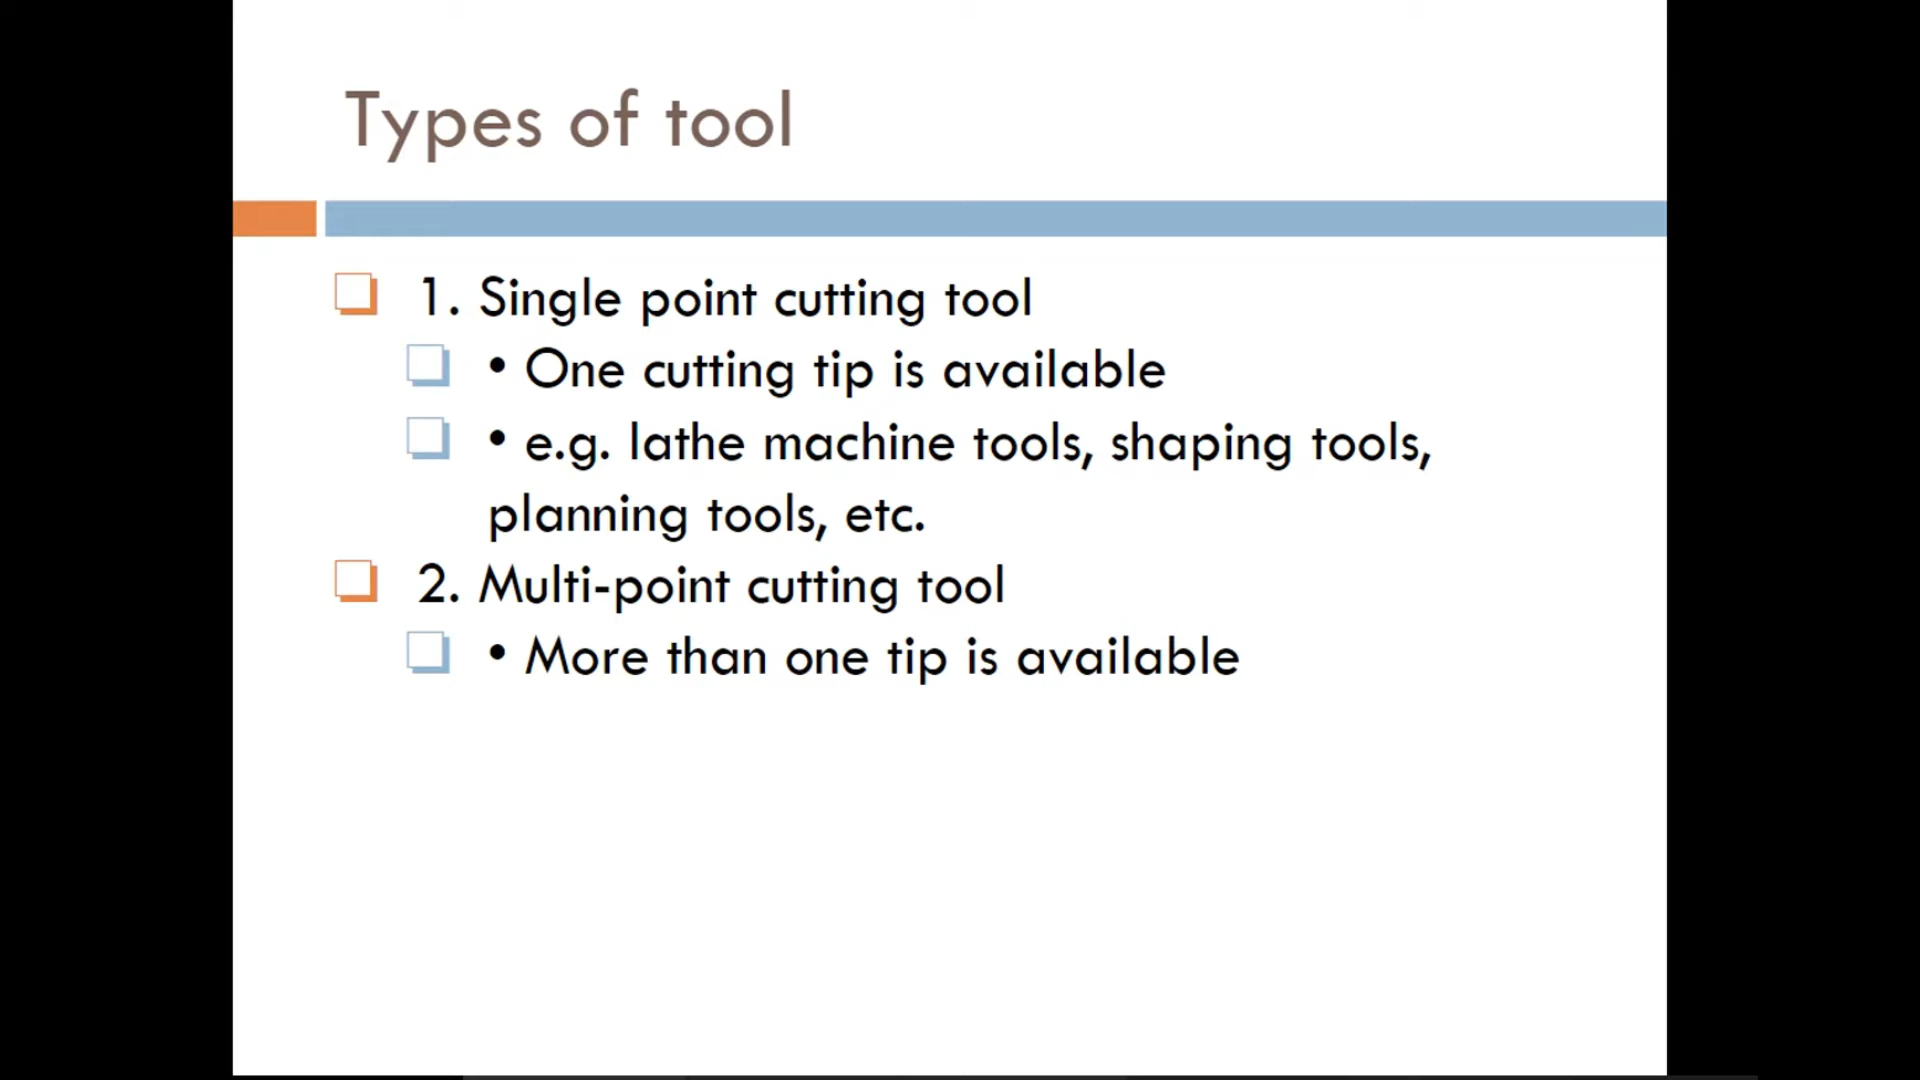 Types of tool
1. Single point cutting tool
• One cutting tip is available
• e.g. lathe machine tools, shaping tools,
planning tools, etc.
2. Multi-point cutting tool
• More than one tip is available